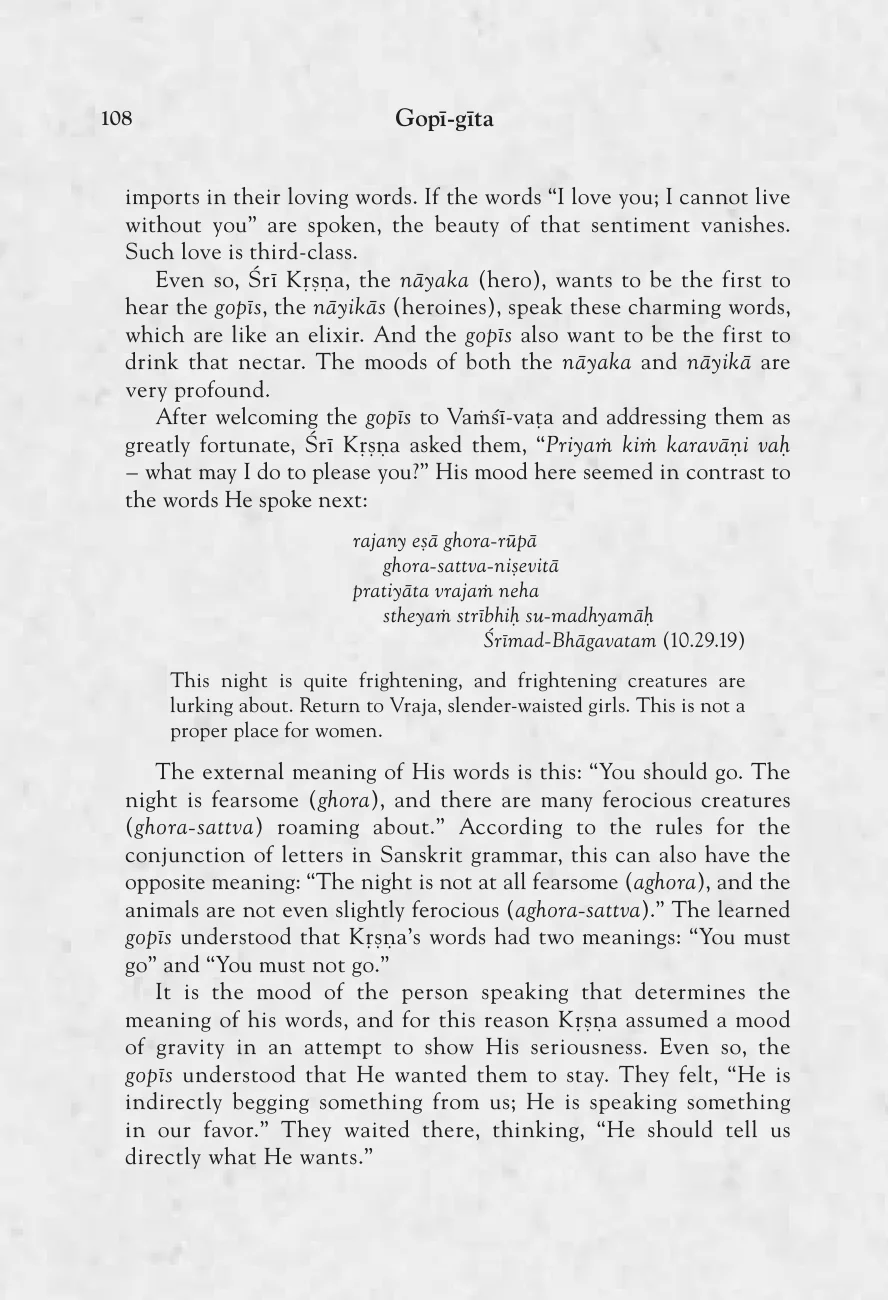 108
Gopī-gīta
imports in their loving words. If the words “I love you; I cannot live
without you” are spoken, the beauty of that sentiment vanishes.
Such love is third-class.
Even so, Śrī Kṛṣṇa, the nāyaka (hero), wants to be the first to
hear the gopīs, the nāyikās (heroines), speak these charming words,
which are like an elixir. And the gopīs also want to be the first to
drink that nectar. The moods of both the nāyaka and nāyikā are
very profound.
After welcoming the gopīs to Vaṁśī-vaṭa and addressing them as
greatly fortunate, Śrī Kṛṣṇa asked them, “Priyaṁ kiṁ karavāṇi vaḥ
– what may I do to please you?” His mood here seemed in contrast to
the words He spoke next:
rajany eṣā ghora-rūpā
ghora-sattva-niṣevitā
pratiyāta vrajaṁ neha
stheyaṁ strībhiḥ su-madhyamāḥ
Śrīmad-Bhāgavatam (10.29.19)
This night is quite frightening, and frightening creatures are
lurking about. Return to Vraja, slender-waisted girls. This is not a
proper place for women.
The external meaning of His words is this: “You should go. The
night is fearsome (ghora), and there are many ferocious creatures
(ghora-sattva) roaming about.” According to the rules for the
conjunction of letters in Sanskrit grammar, this can also have the
opposite meaning: “The night is not at all fearsome (aghora), and the
animals are not even slightly ferocious (aghora-sattva).” The learned
gopīs understood that Kṛṣṇa’s words had two meanings: “You must
go” and “You must not go.”
It is the mood of the person speaking that determines the
meaning of his words, and for this reason Kṛṣṇa assumed a mood
of gravity in an attempt to show His seriousness. Even so, the
gopīs understood that He wanted them to stay. They felt, “He is
indirectly begging something from us; He is speaking something
in our favor.” They waited there, thinking, “He should tell us
directly what He wants.”